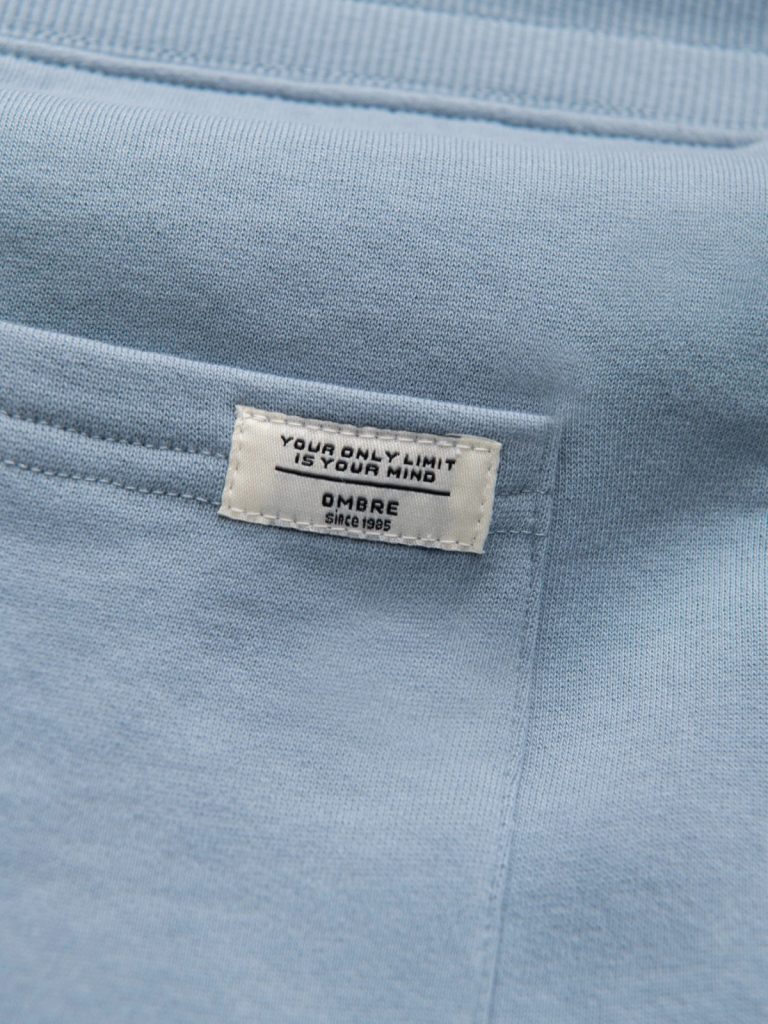 YOUR ONLY LIMIT
IS YOUR MIND
OMBRE
since 1985